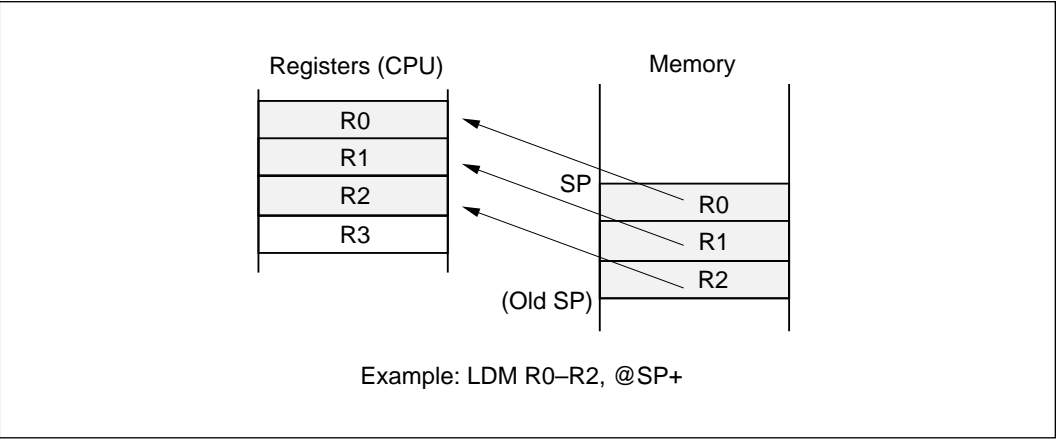 Registers (CPU)
Memory
R0
R1
R2
R3
SP
R0
R1
R2
(Old SP)
Example: LDM R0–R2, @SP+